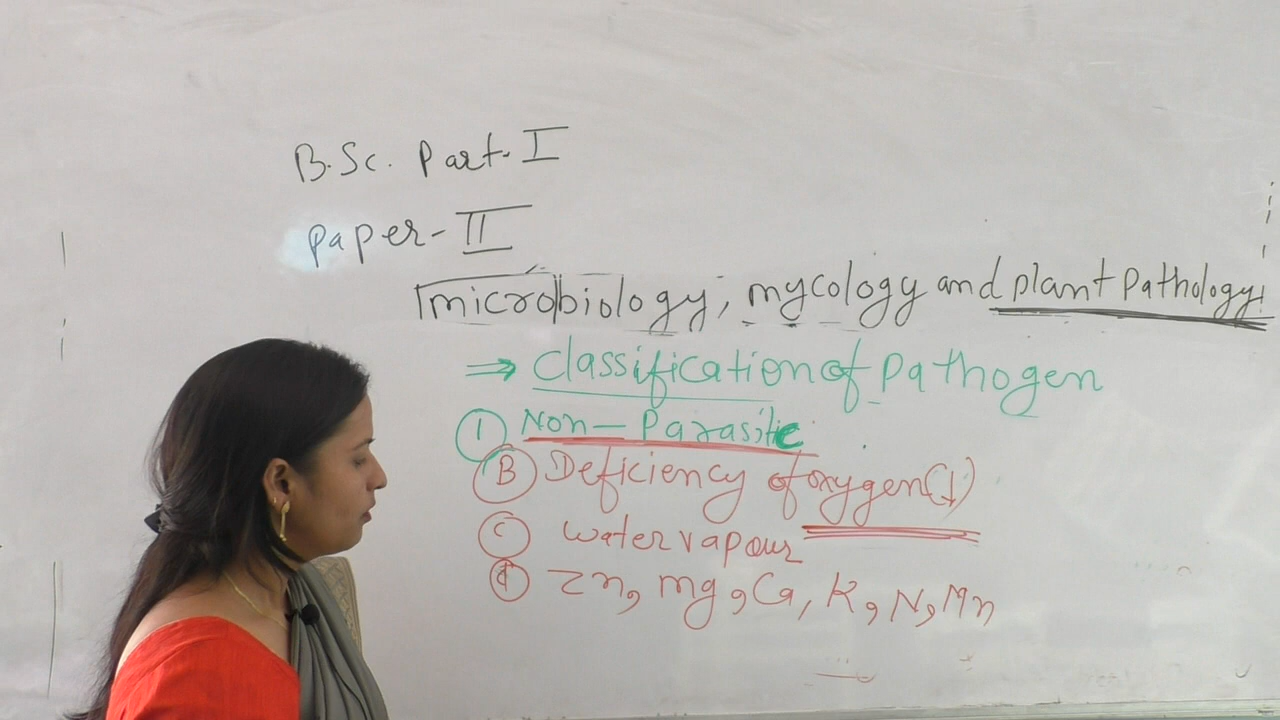 B.Sc. Part-I
Paper-II
microbiology, mycology and plant Pathology
⇒ Classification of Pathogen
① Non-Parasitic
Ⓑ Deficiency of oxygen(↓)
Ⓒ water vapour
Zn, Mg, Ca, K, N, Mn